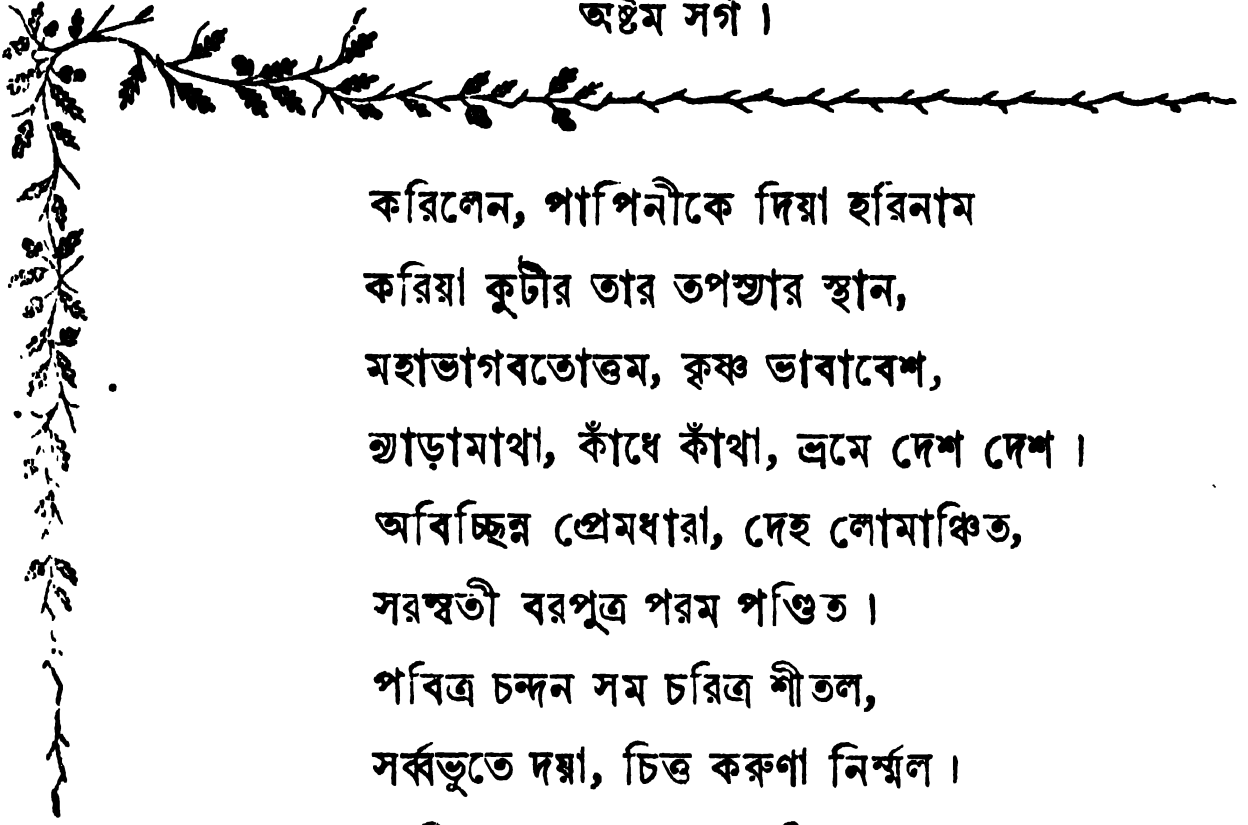 অষ্টম সর্গ ।
করিলেন, পাপিনীকে দিয়া হরিনাম
করিয়া কুটীর তার তপস্যার স্থান,
মহাভাগবতোত্তম, কৃষ্ণ ভাবাবেশ,
ন্যাড়ামাথা, কাঁধে কাঁথা, ভ্রমে দেশ দেশ ।
অবিচ্ছিন্ন প্রেমধারা, দেহ লোমাঞ্চিত,
সরস্বতী বরপুত্র পরম পণ্ডিত ।
পবিত্র চন্দন সম চরিত্র শীতল,
সর্ব্বভূতে দয়া, চিত্ত করুণা নির্ম্মল ।